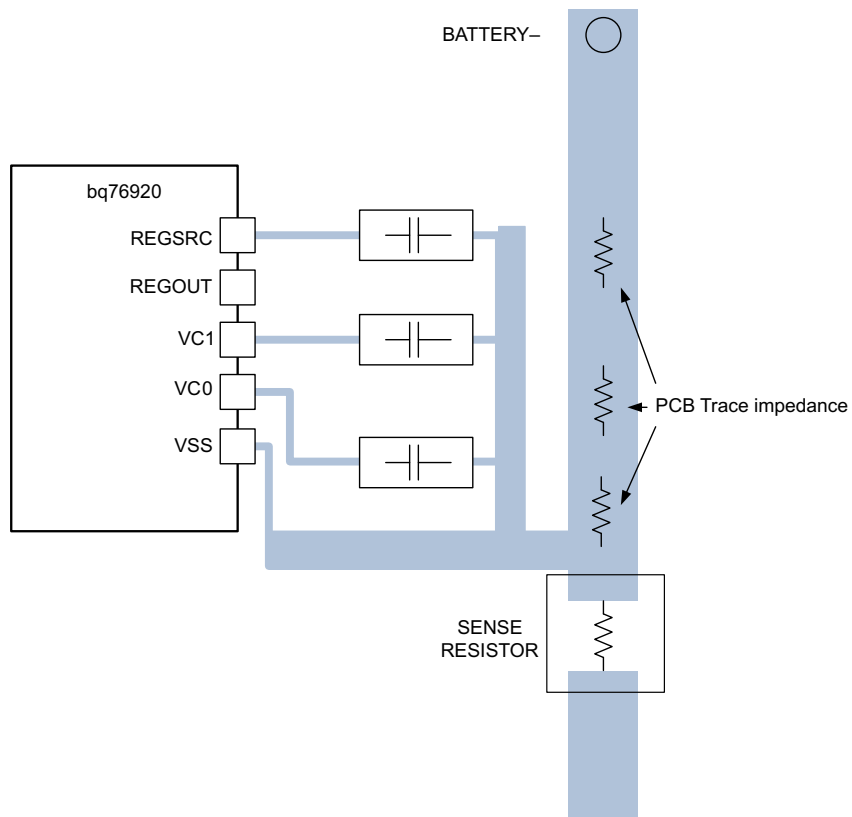 BATTERY–
bq76920
REGSRC
REGOUT
VC1
VC0
VSS
PCB Trace impedance
SENSE
RESISTOR